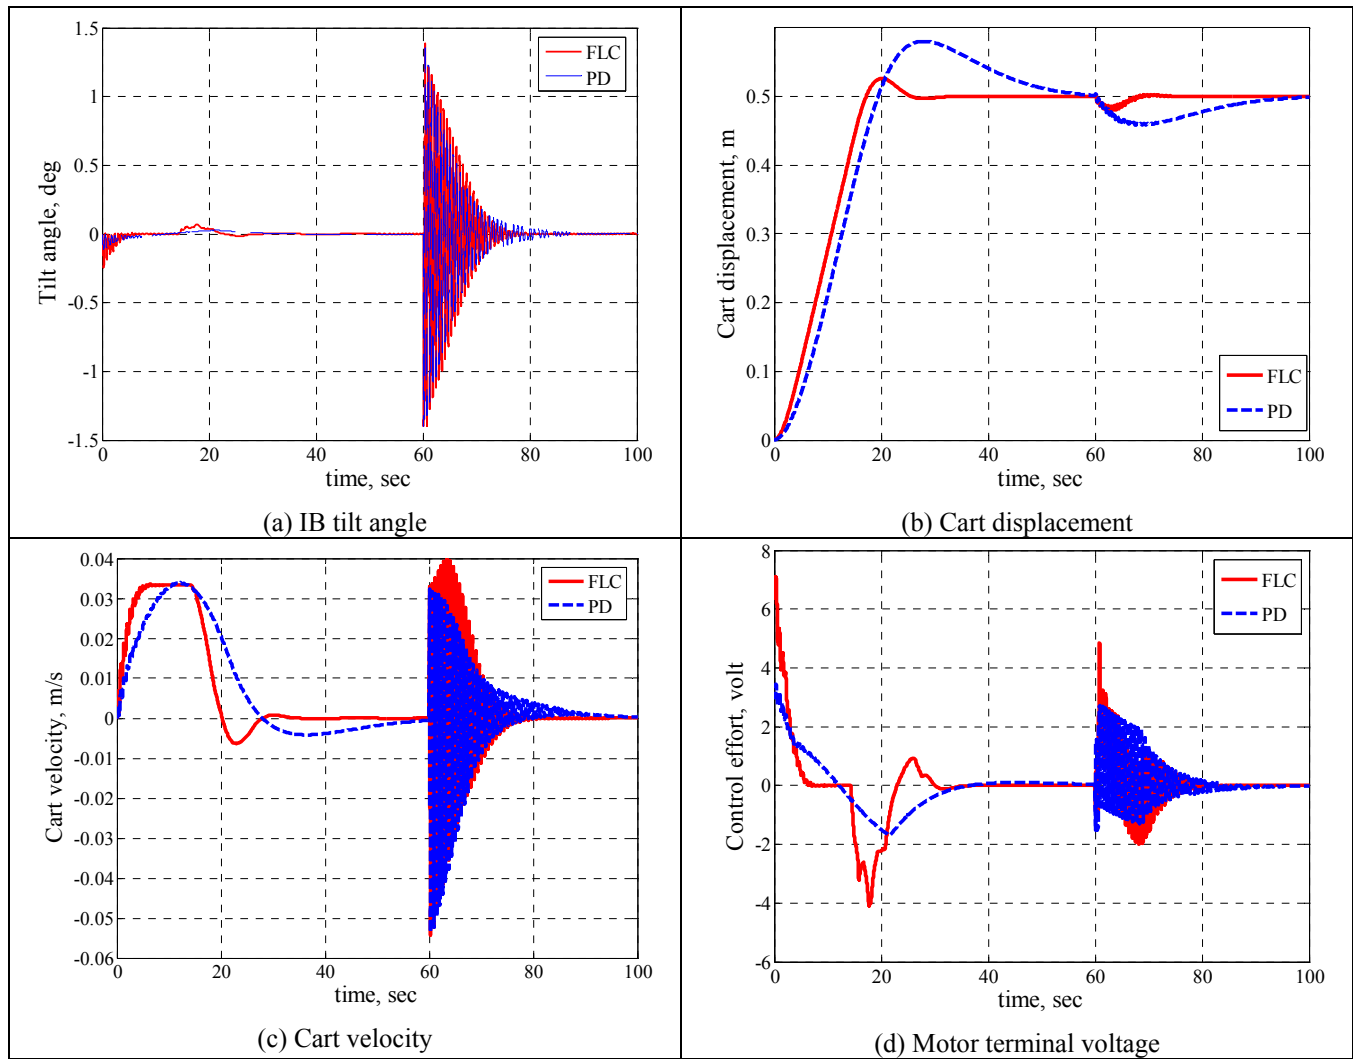 1.5
1
0.5
0
-0.5
-1
-1.5
0 20 40 60 80 100
Tilt angle, deg
time, sec
FLC
PD
(a) IB tilt angle
0.5
0.4
0.3
0.2
0.1
0
0 20 40 60 80 100
Cart displacement, m
time, sec
FLC
PD
(b) Cart displacement
0.04
0.03
0.02
0.01
0
-0.01
-0.02
-0.03
-0.04
-0.05
-0.06
0 20 40 60 80 100
Cart velocity, m/s
time, sec
FLC
PD
(c) Cart velocity
8
6
4
2
0
-2
-4
-6
0 20 40 60 80 100
Control effort, volt
time, sec
FLC
PD
(d) Motor terminal voltage